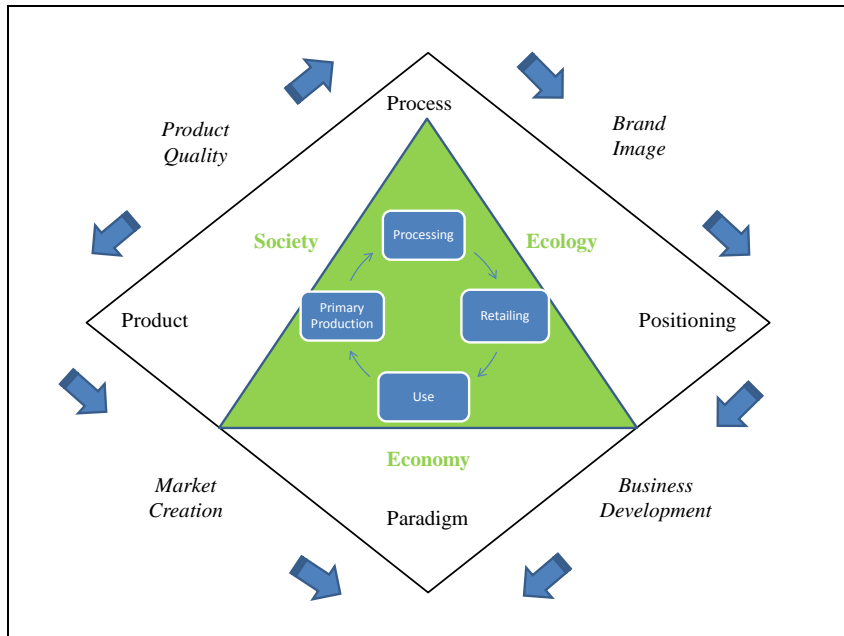 Process
Product
Quality
Brand
Image
Society
Ecology
Processing
Primary
Production
Retailing
Product
Positioning
Use
Economy
Market
Creation
Business
Development
Paradigm